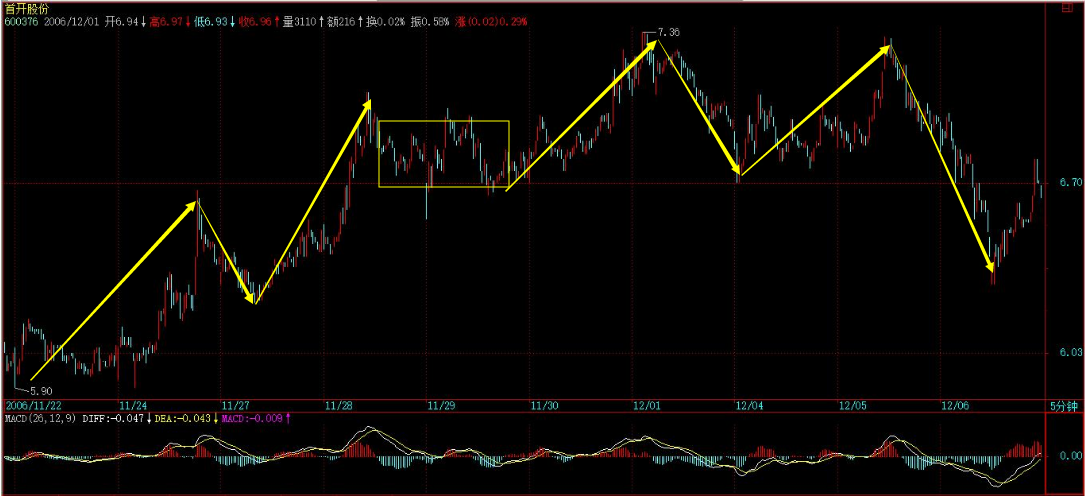 首开股份
600376 2006/12/01 开6.94↓高6.97↓低6.93↓收6.96↑量3110↑额216↑换0.02% 振0.58% 涨(0.02)0.29%
7.36
6.70
6.03
5.90
2006/11/22 11/24 11/27 11/28 11/29 11/30 12/01 12/04 12/05 12/06 5分钟
MACD(26,12,9) DIFF:-0.047↓DEA:-0.043↓MACD:-0.009↑
0.00